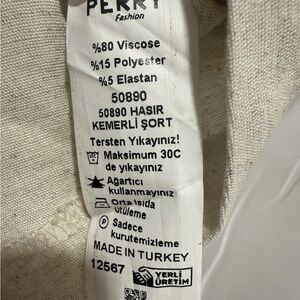 PERRY
Fashion
%80 Viscose
%15 Polyester
%5 Elastan
50890
50890 HASIR
KEMERLİ ŞORT
Tersten Yıkayınız!
Maksimum 30C
de yıkayınız
Ağartıcı
kullanmayınız
Orta Isıda
ütüleme
P Sadece
kurutemizleme
MADE IN TURKEY
12567 YERLİ
ÜRETİM